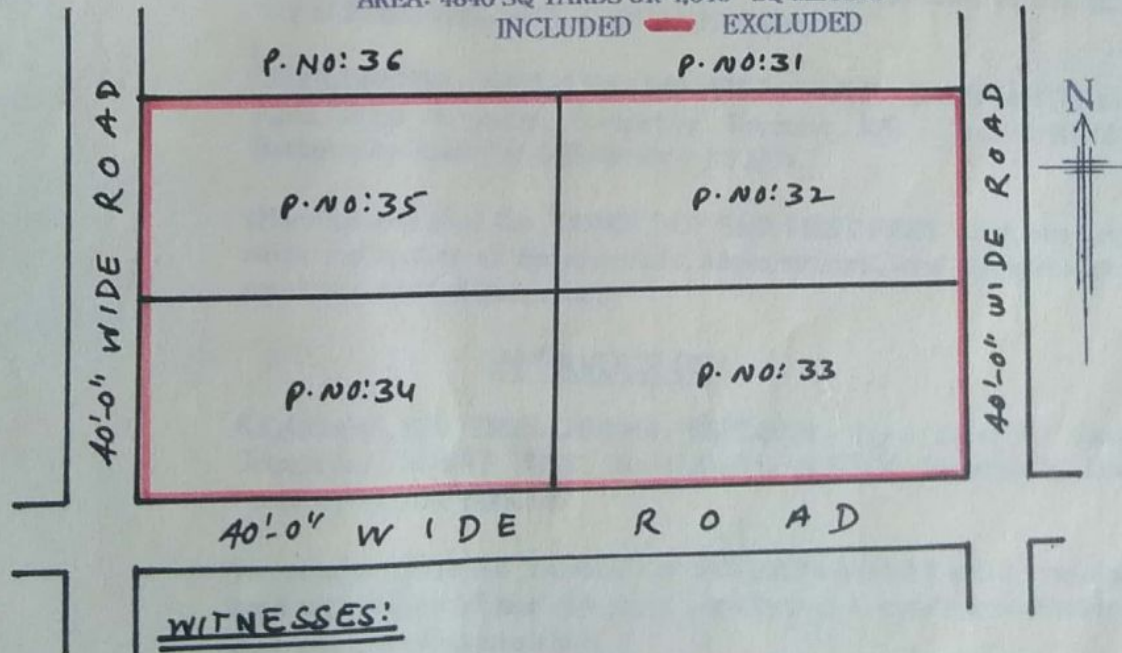 INCLUDED EXCLUDED
P. NO: 36 P. NO: 31
N
40'-0" WIDE ROAD
P. NO: 35 P. NO: 32
40'-0" WIDE ROAD
P. NO: 34 P. NO: 33
40'-0" WIDE ROAD
WITNESSES: